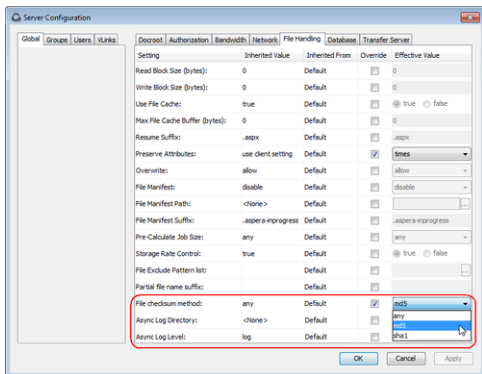 Server Configuration
Global Groups Users VLinks
Docroot Authorization Bandwidth Network File Handling Database Transfer Server
Setting Inherited Value Inherited From Override Effective Value
Read Block Size (bytes): 0 Default 0
Write Block Size (bytes): 0 Default 0
Use File Cache: true Default true false
Max File Cache Buffer (bytes): 0 Default 0
Resume Suffix: .aspx Default .aspx
Preserve Attributes: use client setting Default times
Overwrite: allow Default allow
File Manifest: disable Default disable
File Manifest Path: <None> Default ...
File Manifest Suffix: .aspera-inprogress Default .aspera-inprogress
Pre-Calculate Job Size: any Default any
Storage Rate Control: true Default true false
File Exclude Pattern list: Default ...
Partial file name suffix: Default
File checksum method: any Default md5
any
Async Log Directory: <None> Default md5
Async Log Level: log Default sha1
OK Cancel Apply